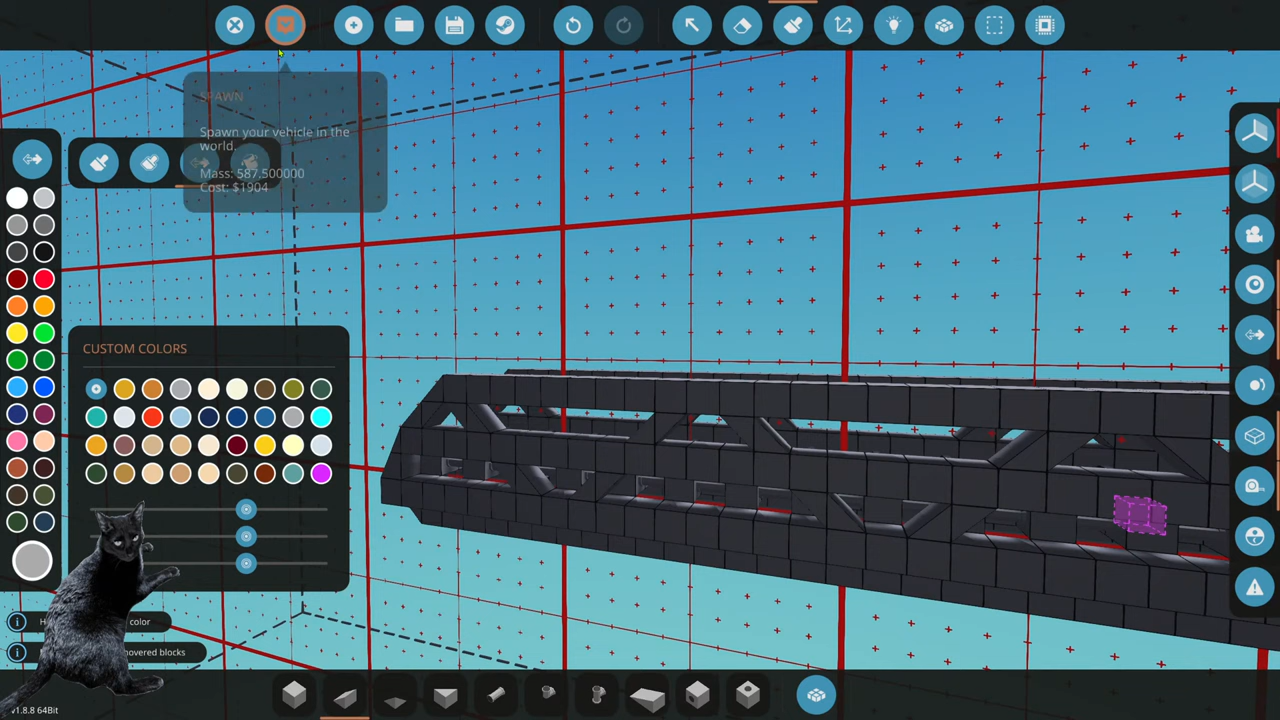 SPAWN
Spawn your vehicle in the
world.
Mass: 587,500000
Cost: $1904
CUSTOM COLORS
color
hovered blocks
v1.8.8 64Bit